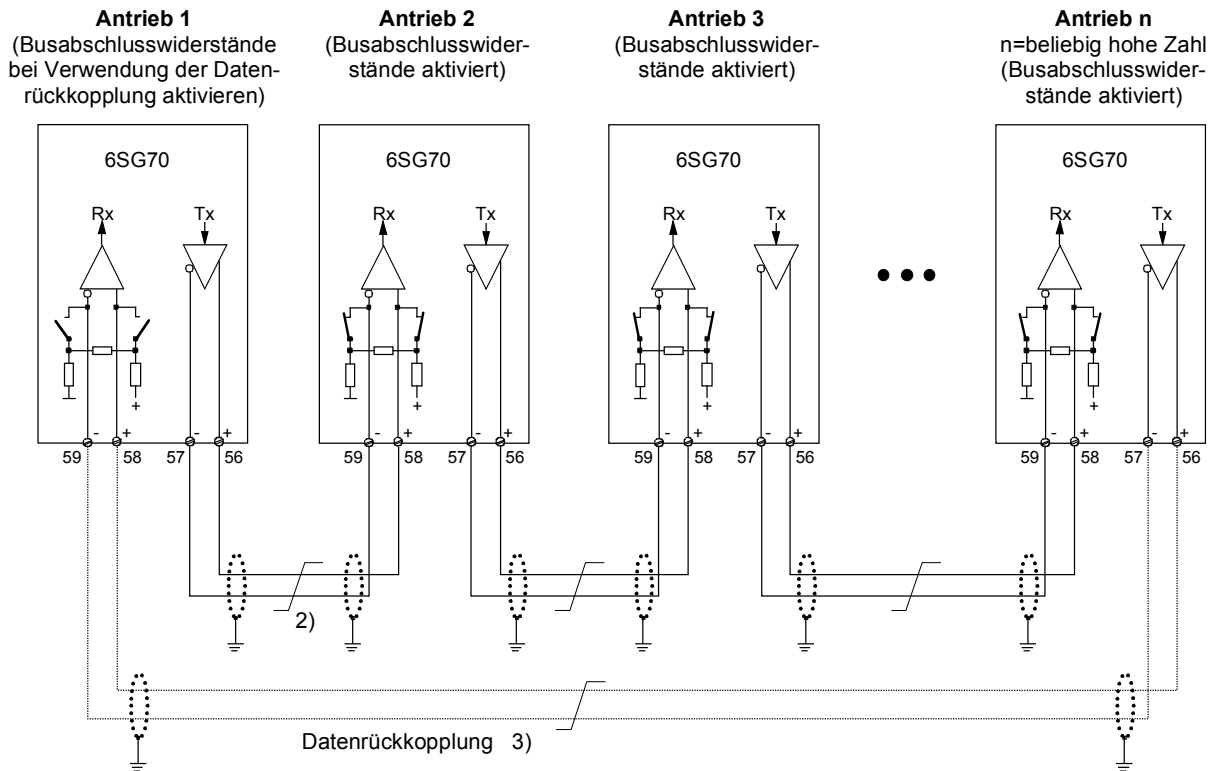 Antrieb 1
(Busabschlusswiderstände
bei Verwendung der Daten-
rückkopplung aktivieren)
Antrieb 2
(Busabschlusswider-
stände aktiviert)
Antrieb 3
(Busabschlusswider-
stände aktiviert)
Antrieb n
n=beliebig hohe Zahl
(Busabschlusswider-
stände aktiviert)
6SG70
6SG70
6SG70
6SG70
Rx Tx
Rx Tx
Rx Tx
Rx Tx
+
+
+
+
- + - +
- + - +
- + - +
- + - +
59 58 57 56
59 58 57 56
59 58 57 56
59 58 57 56
2)
Datenrückkopplung 3)